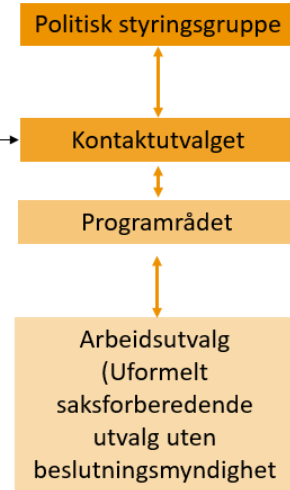 Politisk styringsgruppe
Kontaktutvalget
Programrådet
Arbeidsutvalg
(Uformelt
saksforberedende
utvalg uten
beslutningsmyndighet